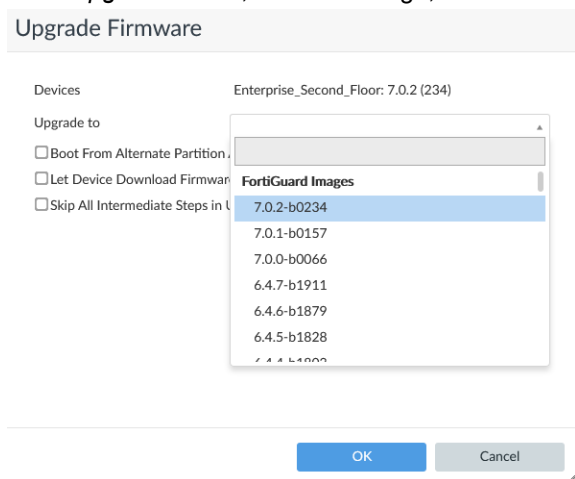 Upgrade Firmware
Devices Enterprise_Second_Floor: 7.0.2 (234)
Upgrade to
Boot From Alternate Partition
Let Device Download
Skip All Intermediate Steps in
FortiGuard Images
7.0.2-b0234
7.0.1-b0157
7.0.0-b0066
6.4.7-b1911
6.4.6-b1879
6.4.5-b1828
OK Cancel